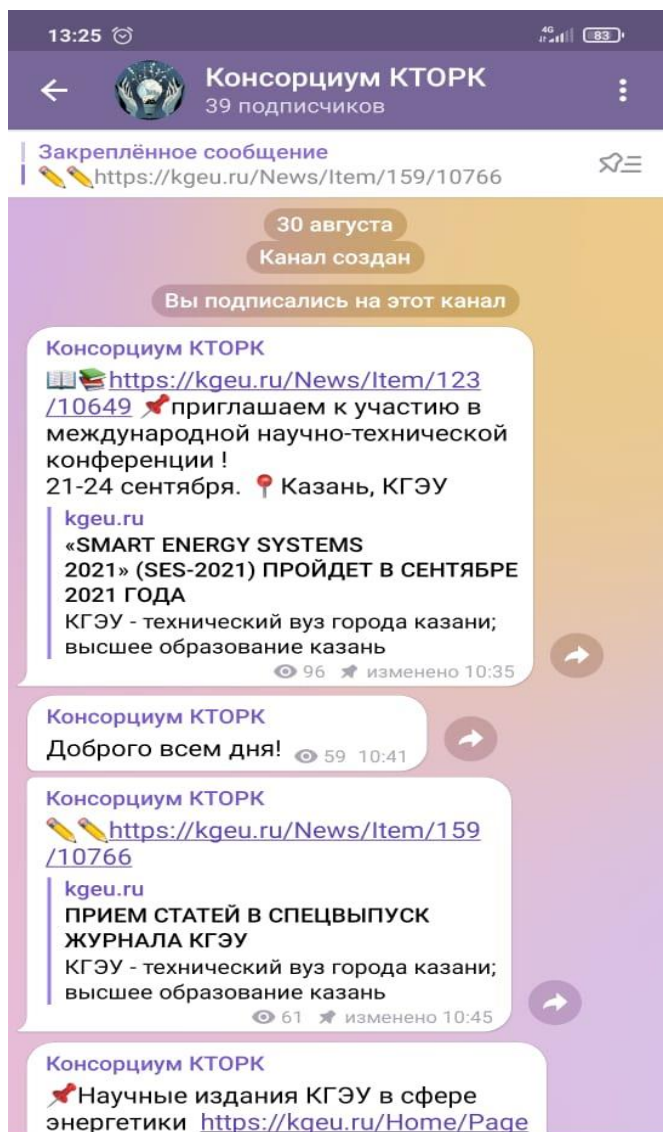 13:25
4G
83
Консорциум КТОРК
39 подписчиков
Закреплённое сообщение
✏️✏️https://kgeu.ru/News/Item/159/10766
30 августа
Канал создан
Вы подписались на этот канал
Консорциум КТОРК
📖📚https://kgeu.ru/News/Item/123
/10649 📌приглашаем к участию в
международной научно-технической
конференции !
21-24 сентября. 📍Казань, КГЭУ
kgeu.ru
«SMART ENERGY SYSTEMS
2021» (SES-2021) ПРОЙДЕТ В СЕНТЯБРЕ
2021 ГОДА
КГЭУ - технический вуз города казани;
высшее образование казань
96 изменено 10:35
Консорциум КТОРК
Доброго всем дня! 59 10:41
Консорциум КТОРК
✏️✏️https://kgeu.ru/News/Item/159
/10766
kgeu.ru
ПРИЕМ СТАТЕЙ В СПЕЦВЫПУСК
ЖУРНАЛА КГЭУ
КГЭУ - технический вуз города казани;
высшее образование казань
61 изменено 10:45
Консорциум КТОРК
📌Научные издания КГЭУ в сфере
энергетики https://kgeu.ru/Home/Page